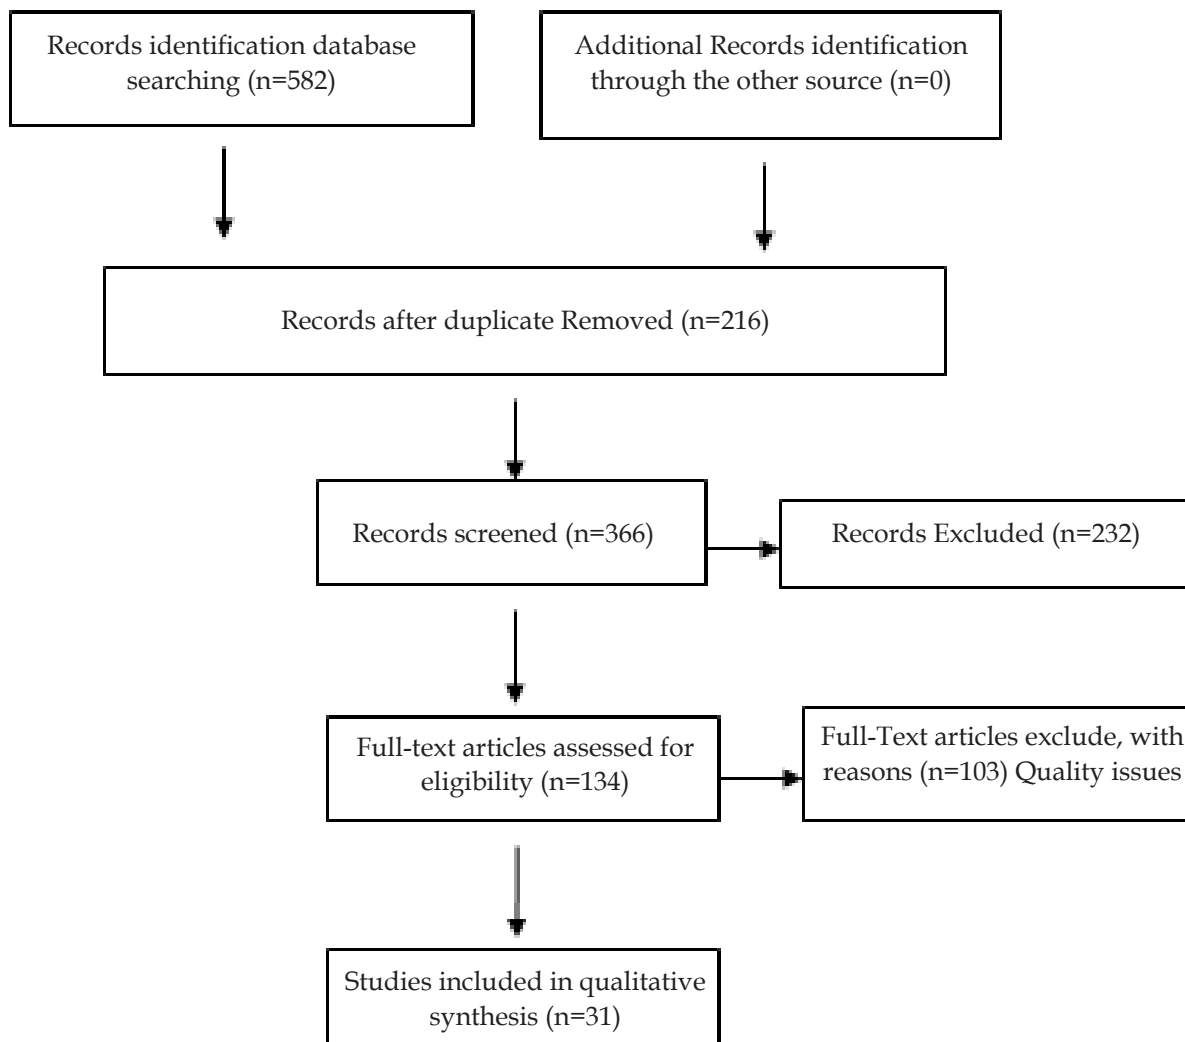 Records identification database
searching (n=582)
Additional Records identification
through the other source (n=0)
Records after duplicate Removed (n=216)
Records screened (n=366)
Records Excluded (n=232)
Full-text articles assessed for
eligibility (n=134)
Full-Text articles exclude, with
reasons (n=103) Quality issues
Studies included in qualitative
synthesis (n=31)